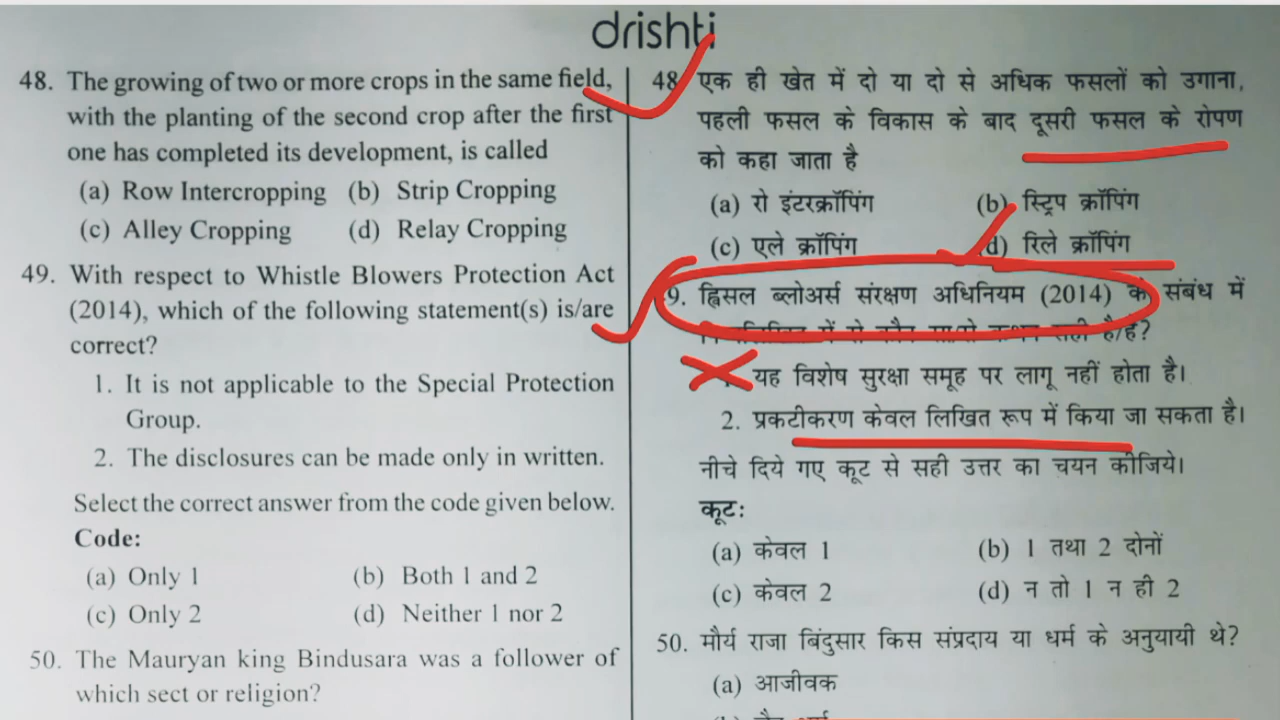 drishti
48. The growing of two or more crops in the same field,
with the planting of the second crop after the first
one has completed its development, is called
(a) Row Intercropping (b) Strip Cropping
(c) Alley Cropping (d) Relay Cropping
49. With respect to Whistle Blowers Protection Act
(2014), which of the following statement(s) is/are
correct?
1. It is not applicable to the Special Protection
Group.
2. The disclosures can be made only in written.
Select the correct answer from the code given below.
Code:
(a) Only 1 (b) Both 1 and 2
(c) Only 2 (d) Neither 1 nor 2
50. The Mauryan king Bindusara was a follower of
which sect or religion?
48 एक ही खेत में दो या दो से अधिक फसलों को उगाना,
पहली फसल के विकास के बाद दूसरी फसल के रोपण
को कहा जाता है
(a) रो इंटरक्रॉपिंग (b) स्ट्रिप क्रॉपिंग
(c) एले क्रॉपिंग (d) रिले क्रॉपिंग
9. ह्विसल ब्लोअर्स संरक्षण अधिनियम (2014) के संबंध में
है/हैं?
यह विशेष सुरक्षा समूह पर लागू नहीं होता है।
2. प्रकटीकरण केवल लिखित रूप में किया जा सकता है।
नीचे दिये गए कूट से सही उत्तर का चयन कीजिये।
कूट:
(a) केवल 1 (b) 1 तथा 2 दोनों
(c) केवल 2 (d) न तो 1 न ही 2
50. मौर्य राजा बिंदुसार किस संप्रदाय या धर्म के अनुयायी थे?
(a) आजीवक